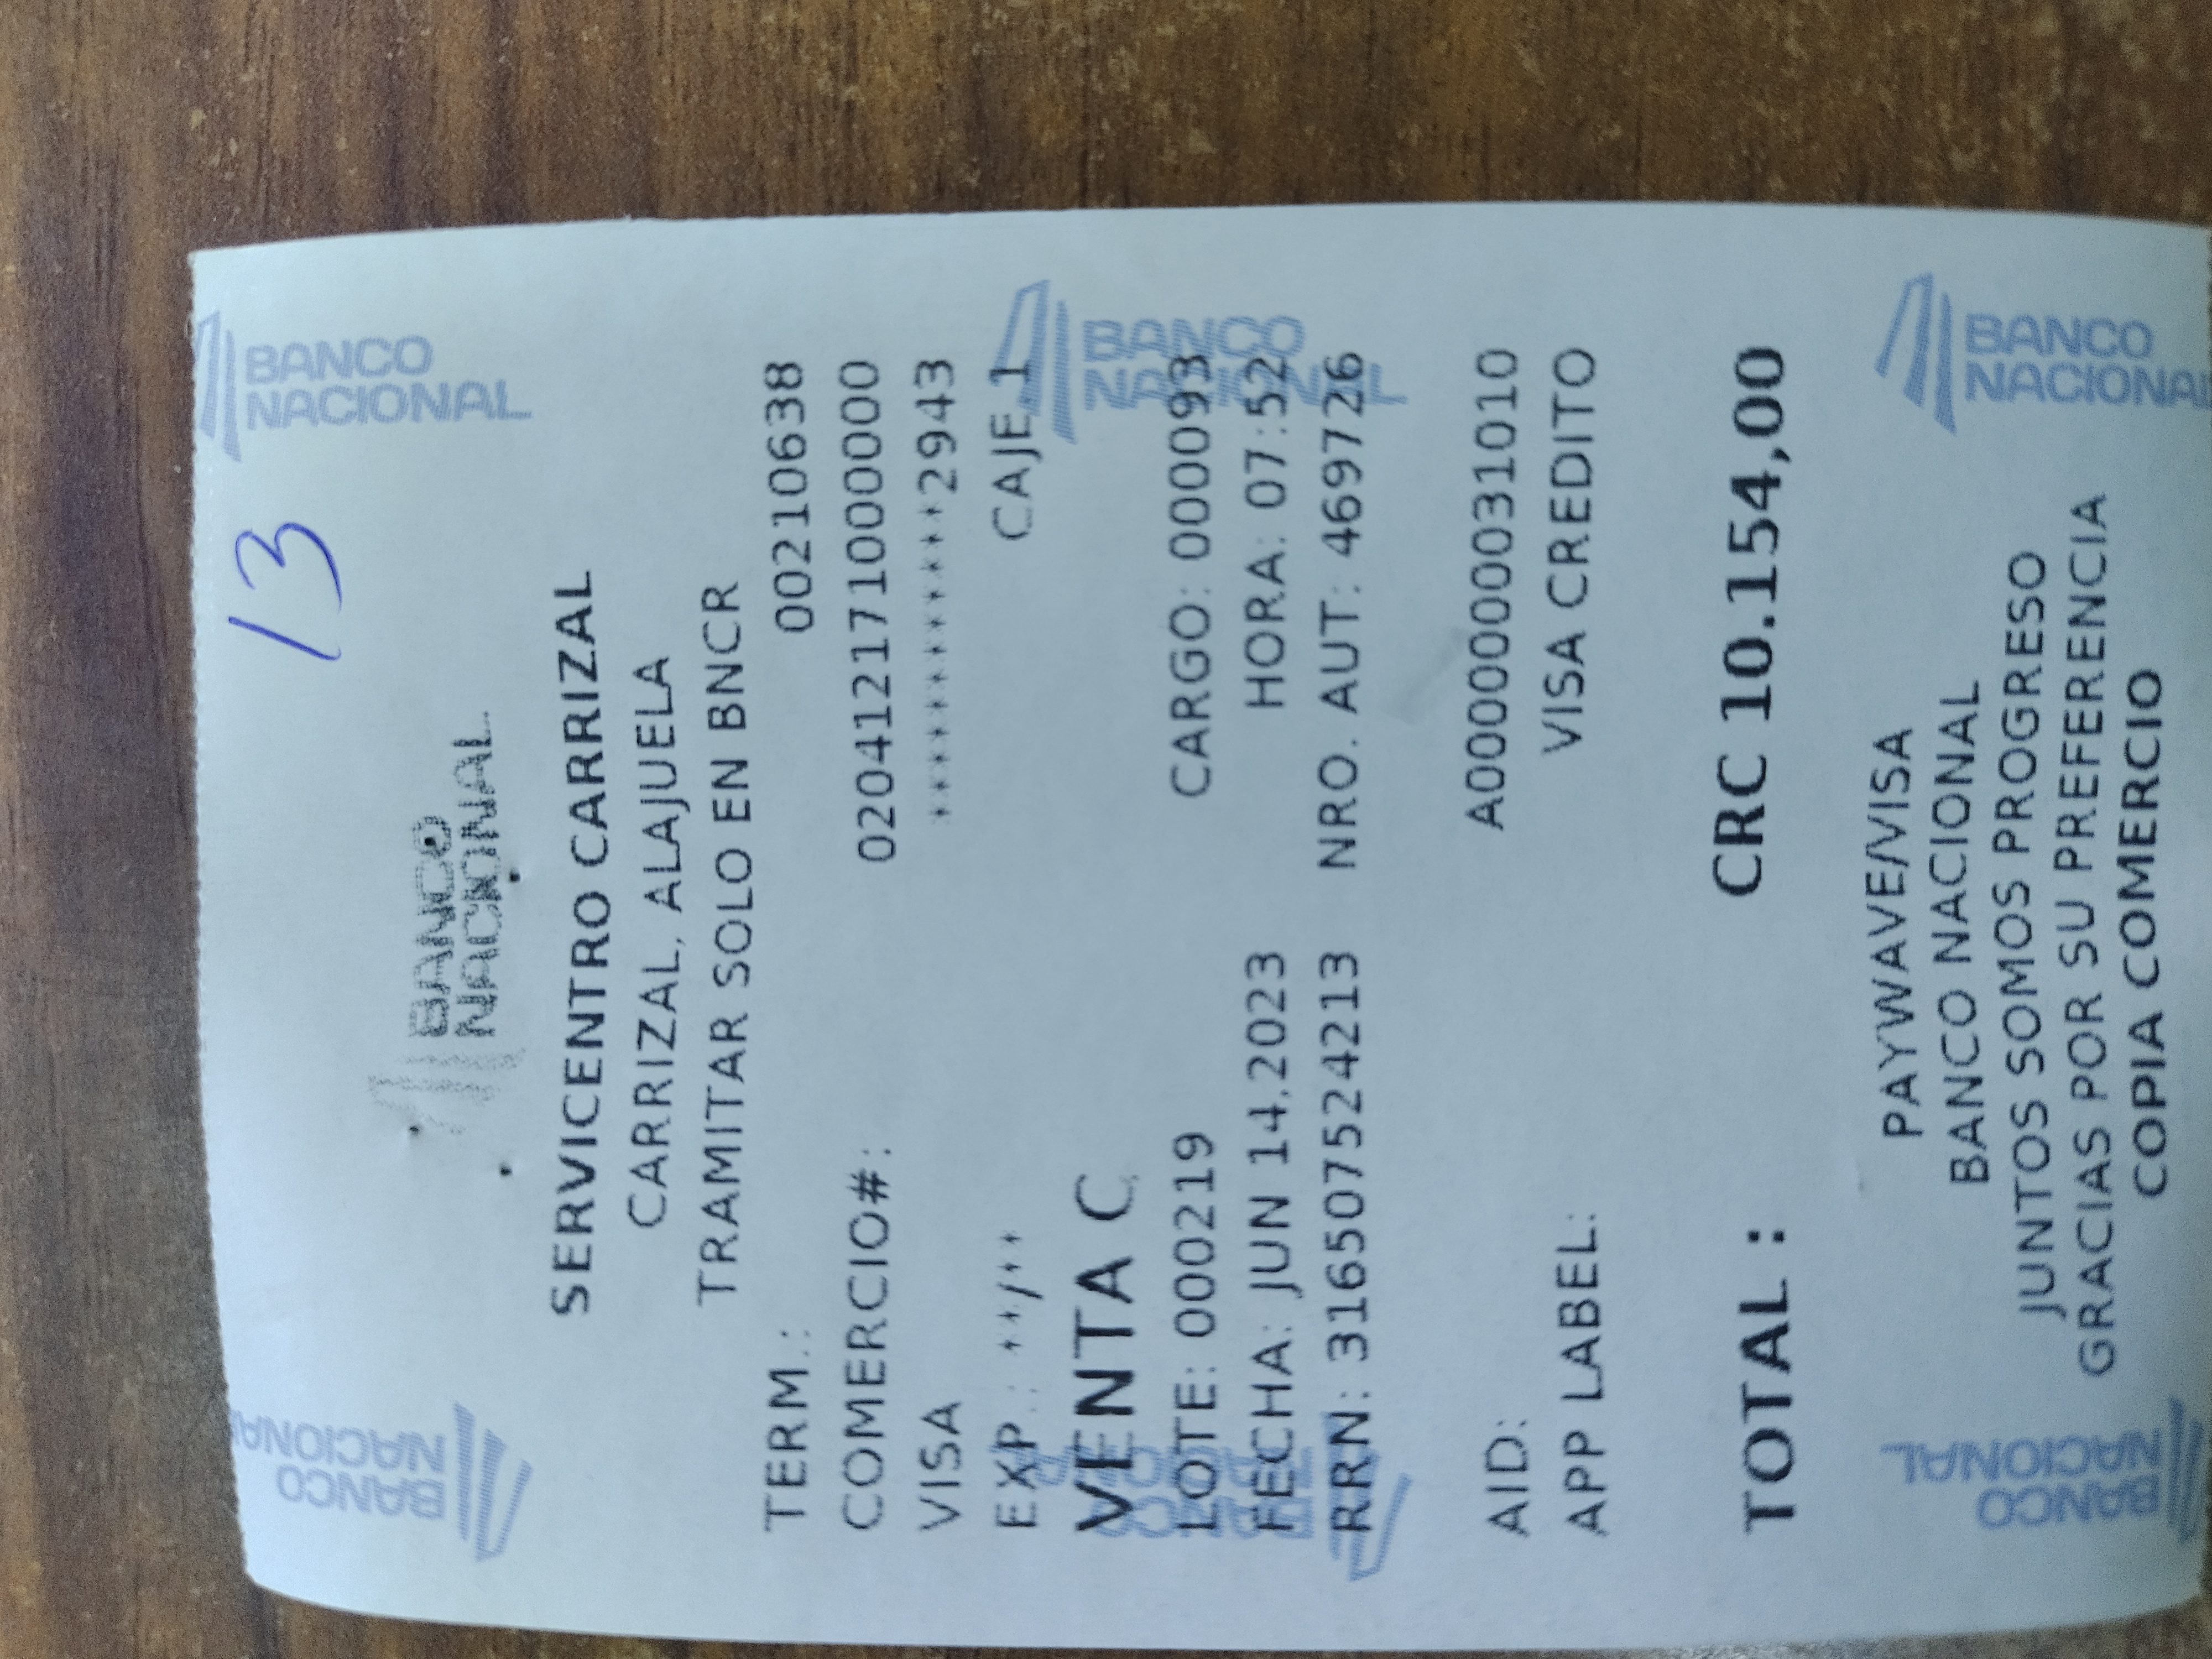 13
BANCO
NACIONAL
SERVICENTRO CARRIZAL
CARRIZAL, ALAJUELA
TRAMITAR SOLO EN BNCR
TERM.: 00210638
COMERCIO#: 020412171000000
VISA ************2943
EXP.: **/** CAJE 1
VENTA C
LOTE: 000219 CARGO: 000093
FECHA: JUN 14,2023 HORA: 07:52
RRN: 316507524213 NRO. AUT: 469726
AID: A0000000031010
APP LABEL: VISA CREDITO
TOTAL : CRC 10.154,00
PAYWAVE/VISA
BANCO NACIONAL
JUNTOS SOMOS PROGRESO
GRACIAS POR SU PREFERENCIA
COPIA COMERCIO
BANCO
NACIONAL
BANCO
NACIONAL
BANCO
NACIONAL
BANCO
NACIONAL
BANCO
NACIONAL
BANCO
NACIONAL